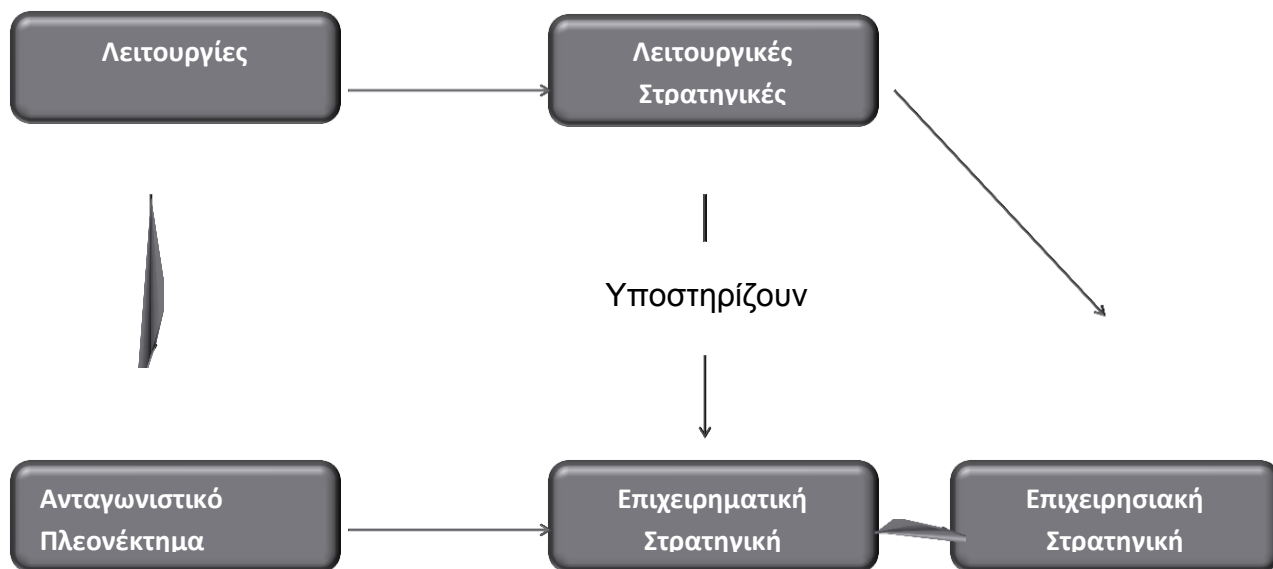 Λειτουργίες
Λειτουργικές
Στρατηγικές
Υποστηρίζουν
Ανταγωνιστικό
Πλεονέκτημα
Επιχειρηματική
Στρατηγική
Επιχειρησιακή
Στρατηγική